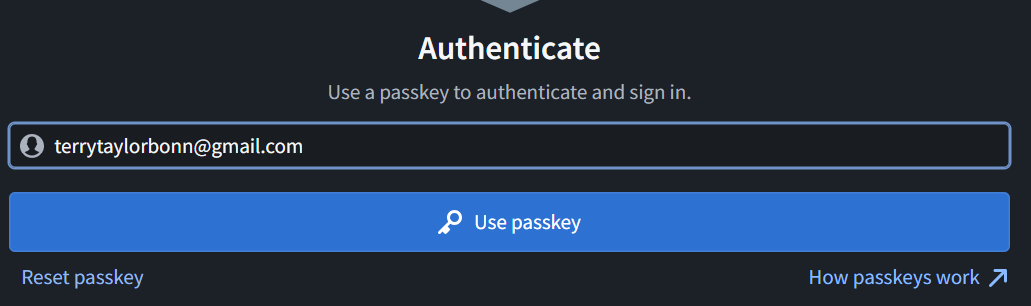 Authenticate
Use a passkey to authenticate and sign in.
terrytaylorbonn@gmail.com
Use passkey
Reset passkey
How passkeys work